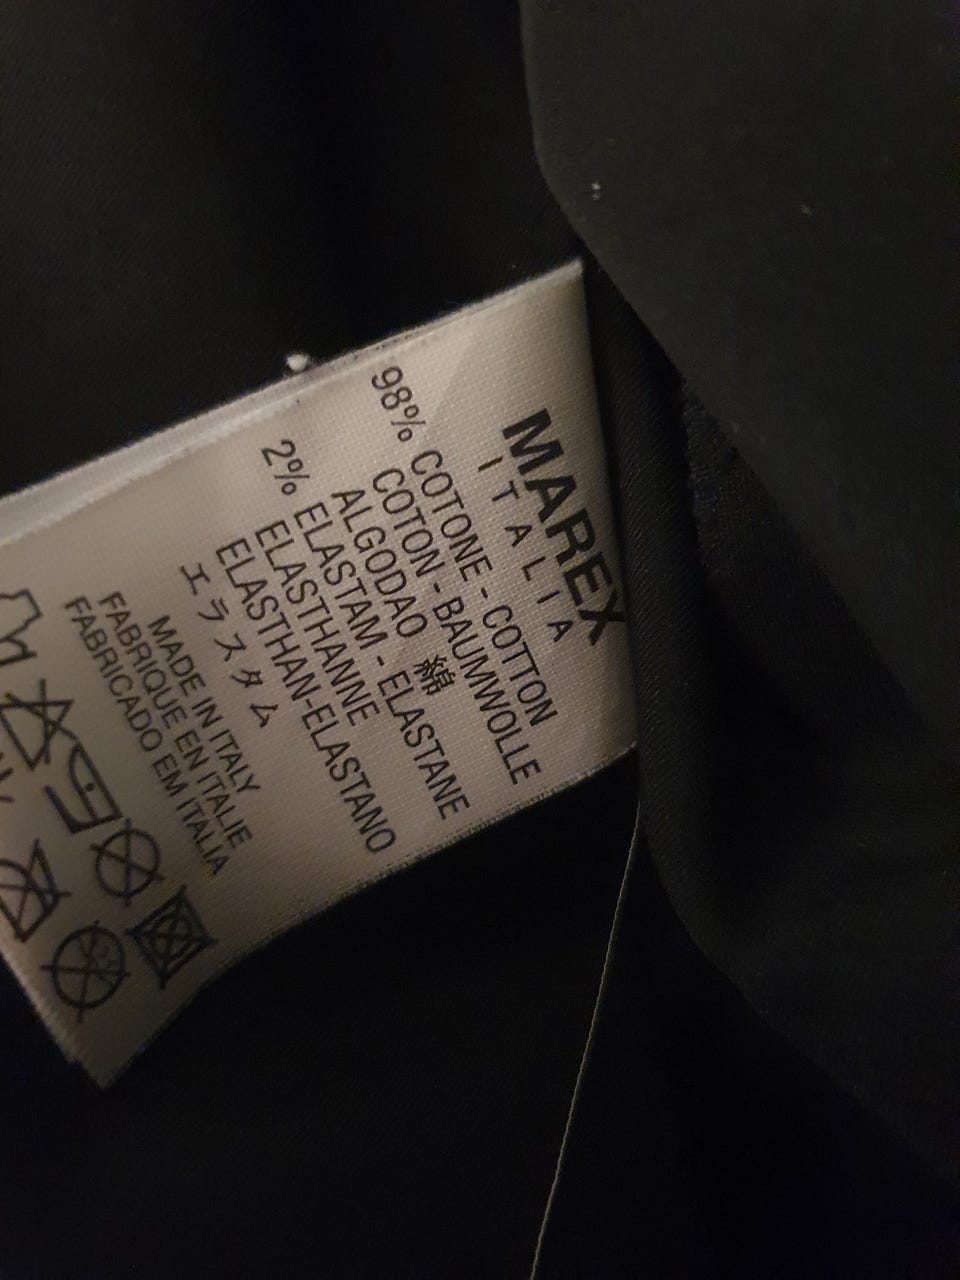 MAREX
ITALIA
98% COTONE - COTTON
COTON - BAUMWOLLE
ALGODAO 綿
2% ELASTAM - ELASTANE
ELASTHANNE
ELASTHAN-ELASTANO
エラスタム
MADE IN ITALY
FABRIQUE EN ITALIE
FABRICADO EM ITALIA